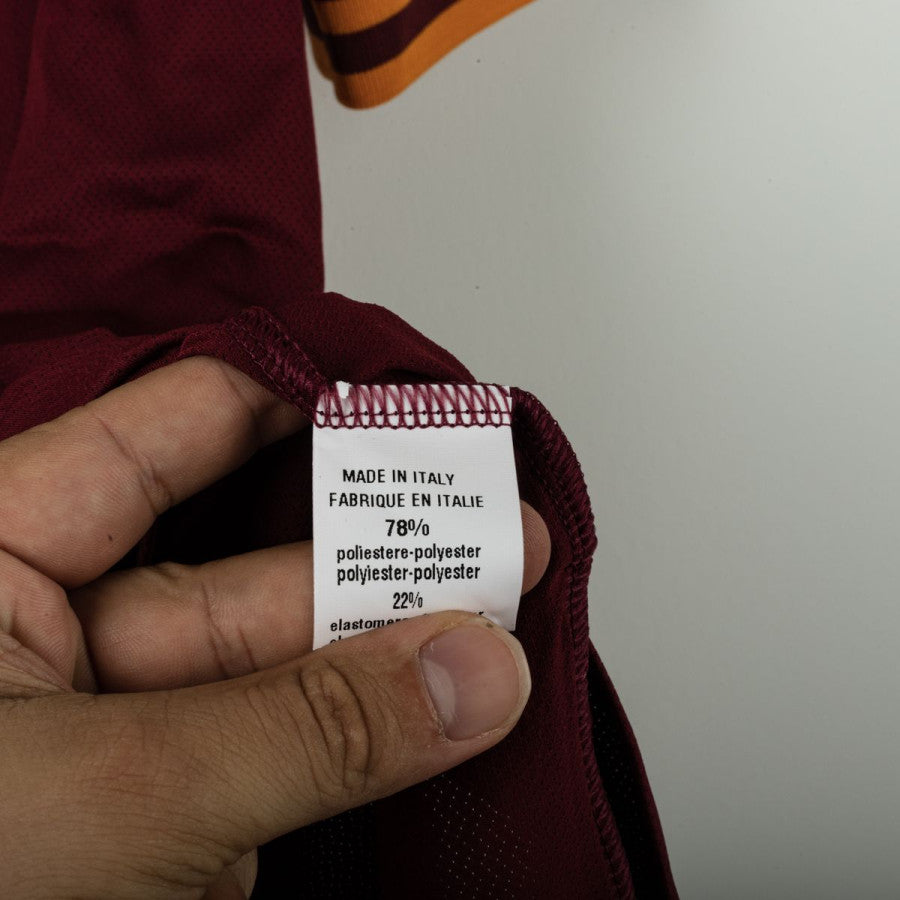 MADE IN ITALY
FABRIQUE EN ITALIE
78%
poliestere-polyester
polyiester-polyester
22%